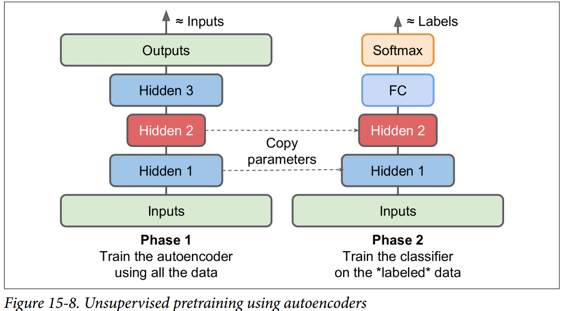 ≈ Inputs
Outputs
Hidden 3
Hidden 2
Hidden 1
Inputs
Copy
parameters
≈ Labels
Softmax
FC
Hidden 2
Hidden 1
Inputs
Phase 1
Train the autoencoder
using all the data
Phase 2
Train the classifier
on the *labeled* data
Figure 15-8. Unsupervised pretraining using autoencoders